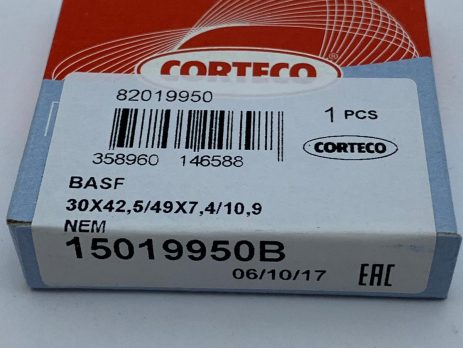 CORTECO
82019950
1 PCS
358960 146588
CORTECO
BASF
30X42,5/49X7,4/10,9
NEM
15019950B
06/10/17 EAC